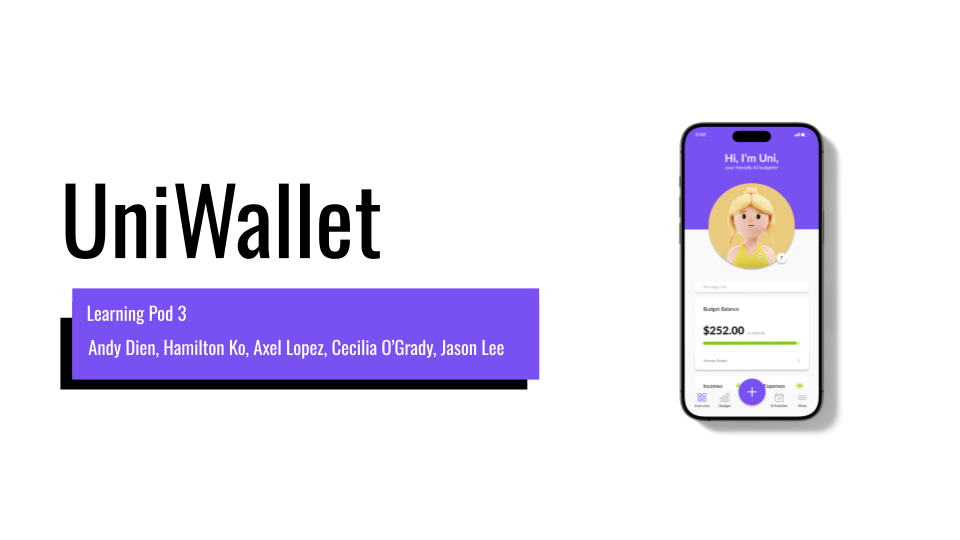 UniWallet
Learning Pod 3
Andy Dien, Hamilton Ko, Axel Lopez, Cecilia O'Grady, Jason Lee
Hi, I'm Uni,
your friendly AI budgeter
?
Message Uni
Budget Balance
$252.00
Manage Budget
Incomes
Expenses
+
Overview
Budget
Schedules
More